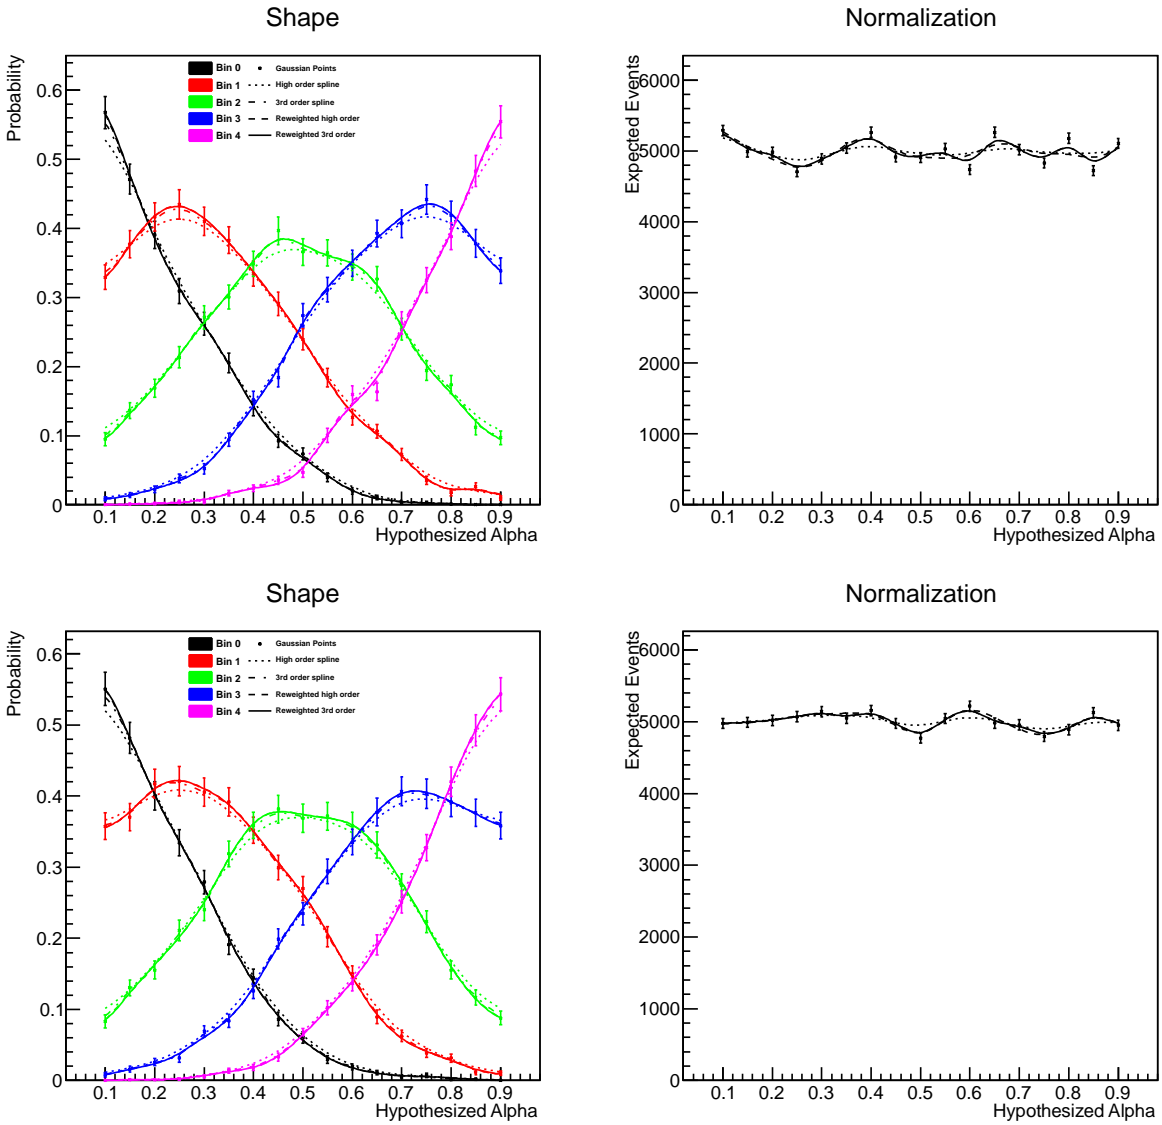 Shape
Probability
0.6
0.5
0.4
0.3
0.2
0.1
0
Bin 0 Gaussian Points
Bin 1 High order spline
Bin 2 3rd order spline
Bin 3 Reweighted high order
Bin 4 Reweighted 3rd order
0.1 0.2 0.3 0.4 0.5 0.6 0.7 0.8 0.9
Hypothesized Alpha
Normalization
Expected Events
6000
5000
4000
3000
2000
1000
0
0.1 0.2 0.3 0.4 0.5 0.6 0.7 0.8 0.9
Hypothesized Alpha
Shape
Probability
0.6
0.5
0.4
0.3
0.2
0.1
0
Bin 0 Gaussian Points
Bin 1 High order spline
Bin 2 3rd order spline
Bin 3 Reweighted high order
Bin 4 Reweighted 3rd order
0.1 0.2 0.3 0.4 0.5 0.6 0.7 0.8 0.9
Hypothesized Alpha
Normalization
Expected Events
6000
5000
4000
3000
2000
1000
0
0.1 0.2 0.3 0.4 0.5 0.6 0.7 0.8 0.9
Hypothesized Alpha